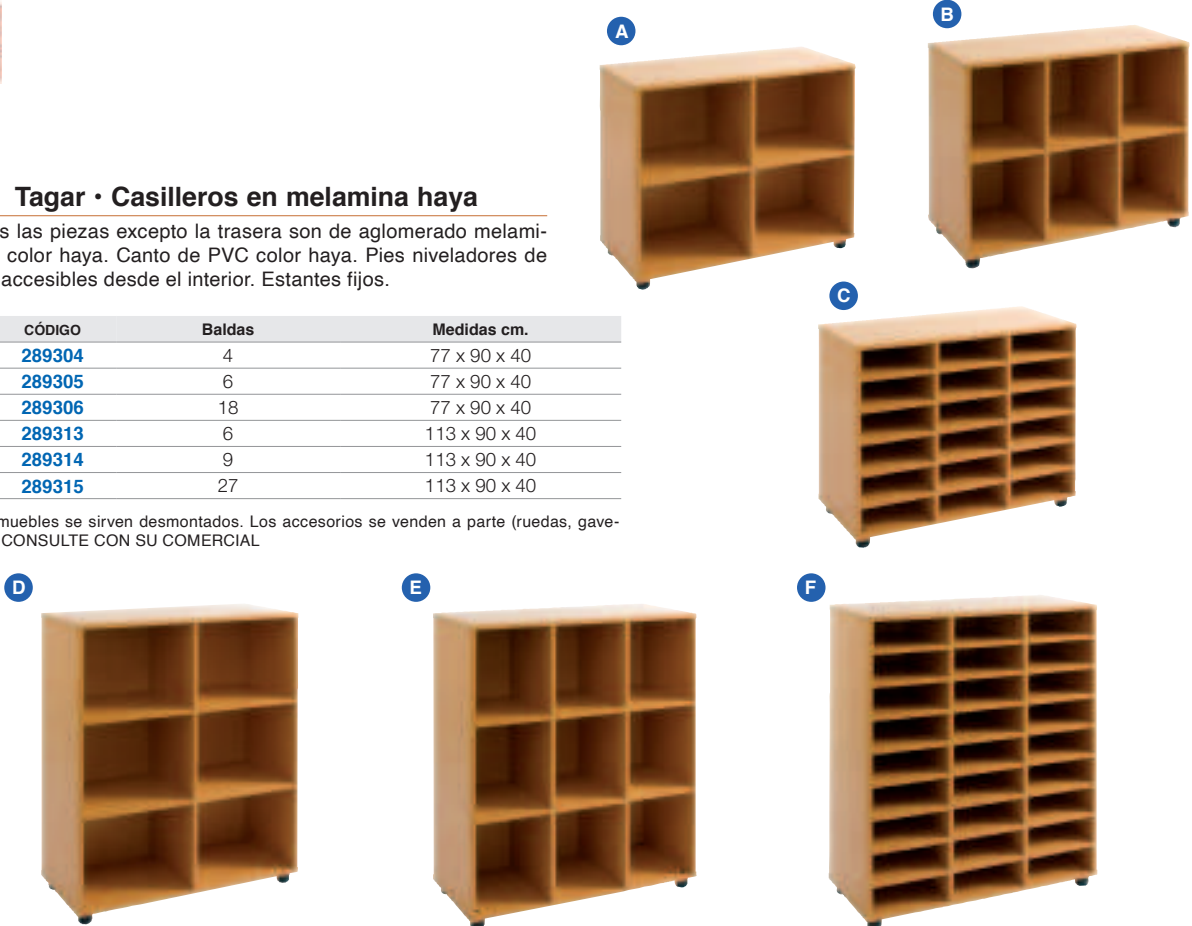 A
B
Tagar • Casilleros en melamina haya
s las piezas excepto la trasera son de aglomerado melami-
color haya. Canto de PVC color haya. Pies niveladores de
accesibles desde el interior. Estantes fijos.
C
CÓDIGO Baldas Medidas cm.
289304 4 77 x 90 x 40
289305 6 77 x 90 x 40
289306 18 77 x 90 x 40
289313 6 113 x 90 x 40
289314 9 113 x 90 x 40
289315 27 113 x 90 x 40
muebles se sirven desmontados. Los accesorios se venden a parte (ruedas, gave-
CONSULTE CON SU COMERCIAL
D
E
F